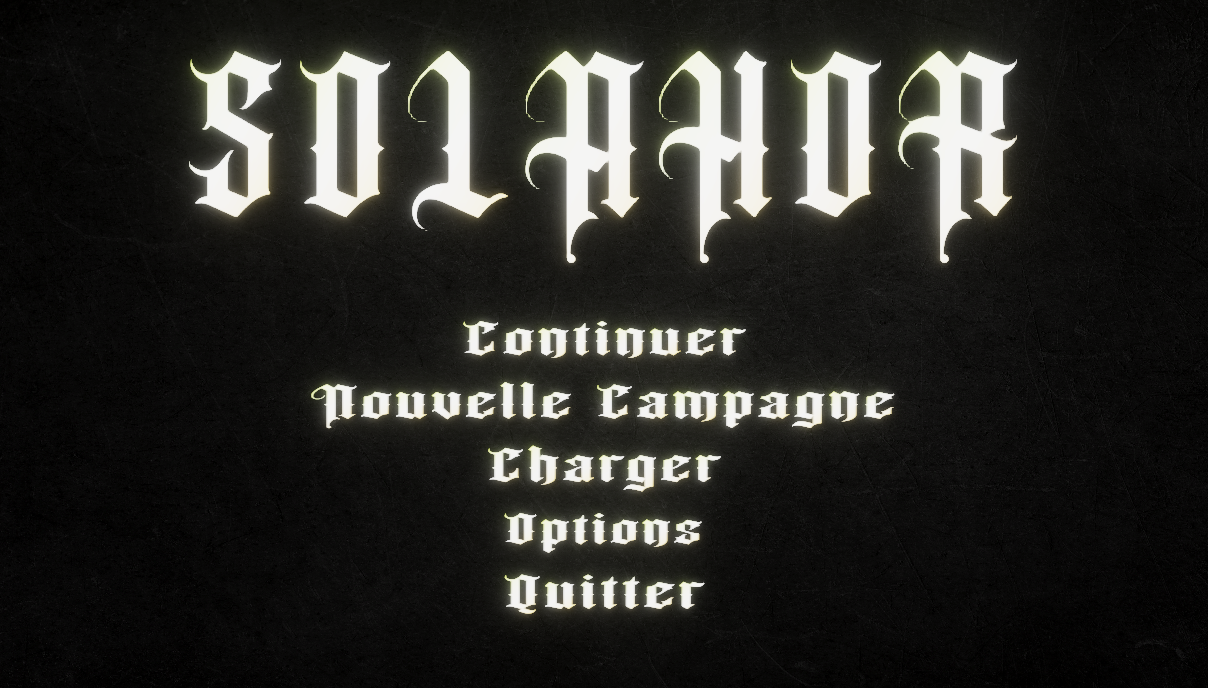 SOLAHOR
Continuer
Nouvelle Campagne
Charger
Options
Quitter